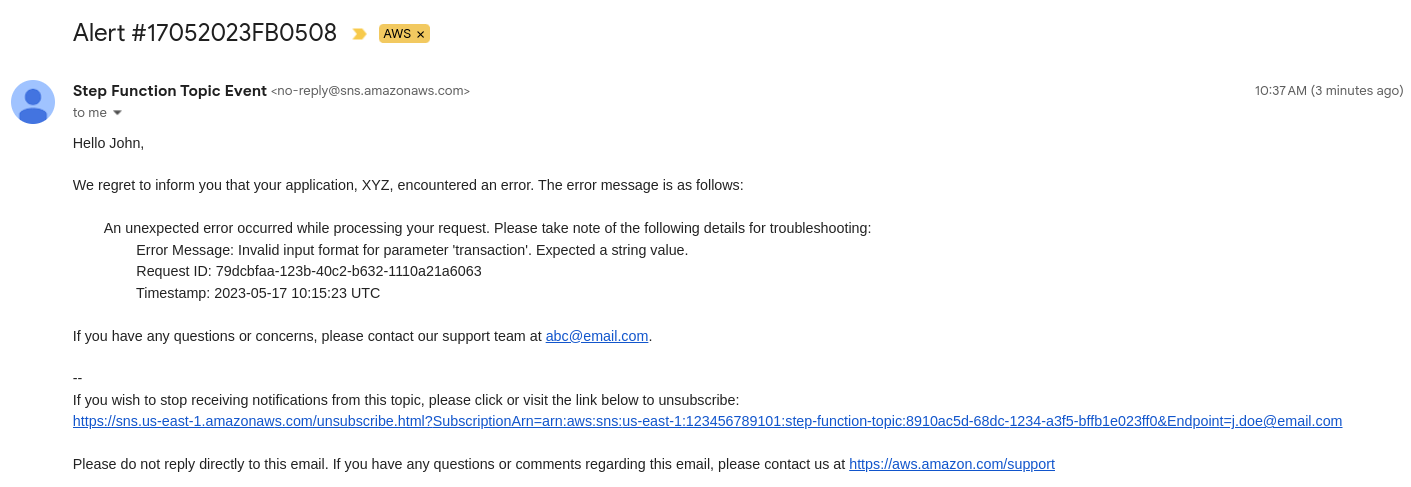 Alert #17052023FB0508 AWS ×
Step Function Topic Event <no-reply@sns.amazonaws.com> 10:37 AM (3 minutes ago)
to me
Hello John,
We regret to inform you that your application, XYZ, encountered an error. The error message is as follows:
An unexpected error occurred while processing your request. Please take note of the following details for troubleshooting:
Error Message: Invalid input format for parameter 'transaction'. Expected a string value.
Request ID: 79dcbfaa-123b-40c2-b632-1110a21a6063
Timestamp: 2023-05-17 10:15:23 UTC
If you have any questions or concerns, please contact our support team at abc@email.com.
--
If you wish to stop receiving notifications from this topic, please click or visit the link below to unsubscribe:
https://sns.us-east-1.amazonaws.com/unsubscribe.html?SubscriptionArn=arn:aws:sns:us-east-1:123456789101:step-function-topic:8910ac5d-68dc-1234-a3f5-bffb1e023ff0&Endpoint=j.doe@email.com
Please do not reply directly to this email. If you have any questions or comments regarding this email, please contact us at https://aws.amazon.com/support